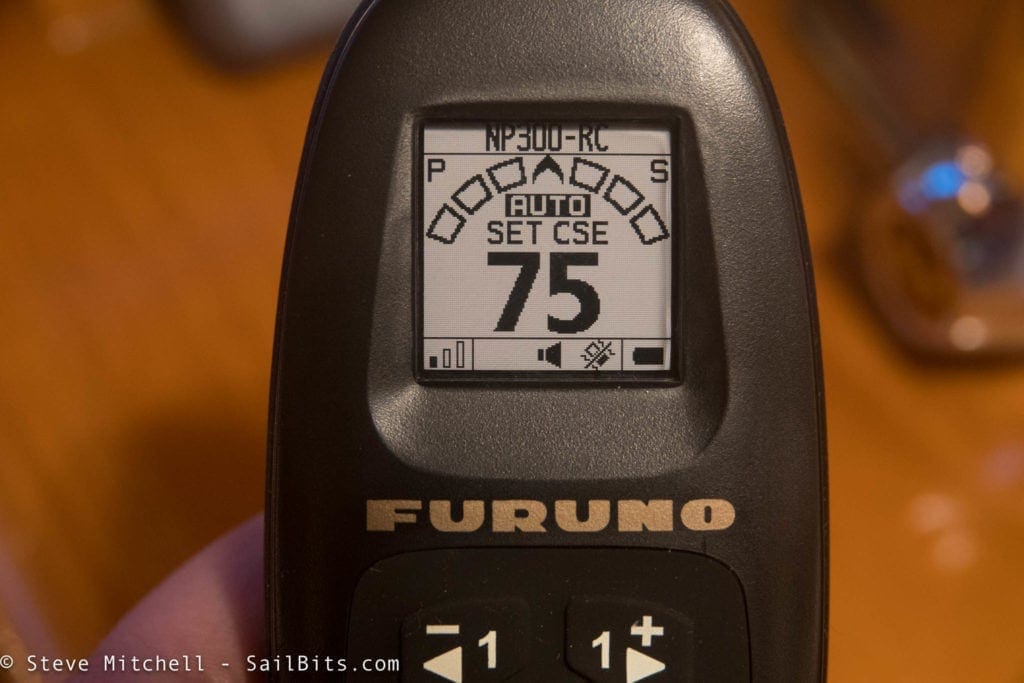 NP300-RC
P S
AUTO
SET CSE
75
FURUNO
- 1 1 +
© Steve Mitchell - SailBits.com